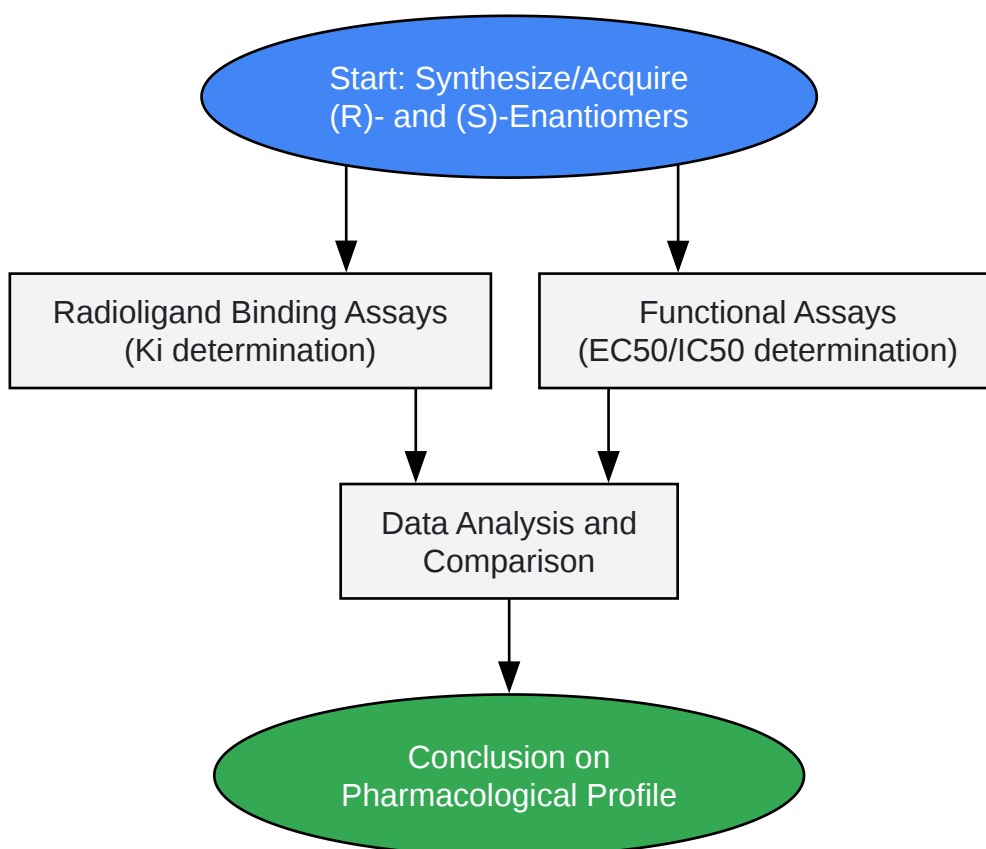 Start: Synthesize/Acquire
(R)- and (S)-Enantiomers
Radioligand Binding Assays
(Ki determination)
Functional Assays
(EC50/IC50 determination)
Data Analysis and
Comparison
Conclusion on
Pharmacological Profile